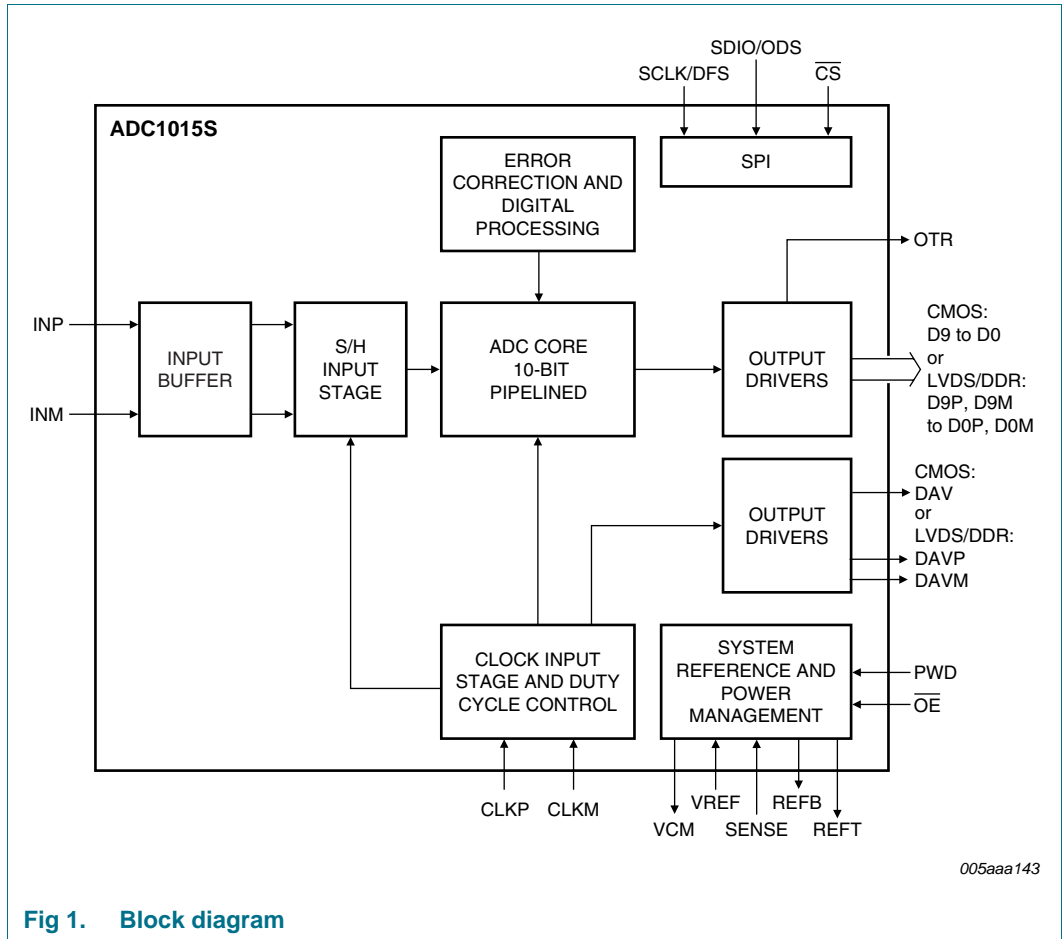 SDIO/ODS
SCLK/DFS
CS
ADC1015S
ERROR
CORRECTION AND
DIGITAL
PROCESSING
SPI
OTR
INP
INM
INPUT
BUFFER
S/H
INPUT
STAGE
ADC CORE
10-BIT
PIPELINED
OUTPUT
DRIVERS
CMOS:
D9 to D0
or
LVDS/DDR:
D9P, D9M
to D0P, D0M
OUTPUT
DRIVERS
CMOS:
DAV
or
LVDS/DDR:
DAVP
DAVM
CLOCK INPUT
STAGE AND DUTY
CYCLE CONTROL
SYSTEM
REFERENCE AND
POWER
MANAGEMENT
PWD
OE
CLKP CLKM
VCM
VREF
SENSE
REFB
REFT
005aaa143
Fig 1. Block diagram